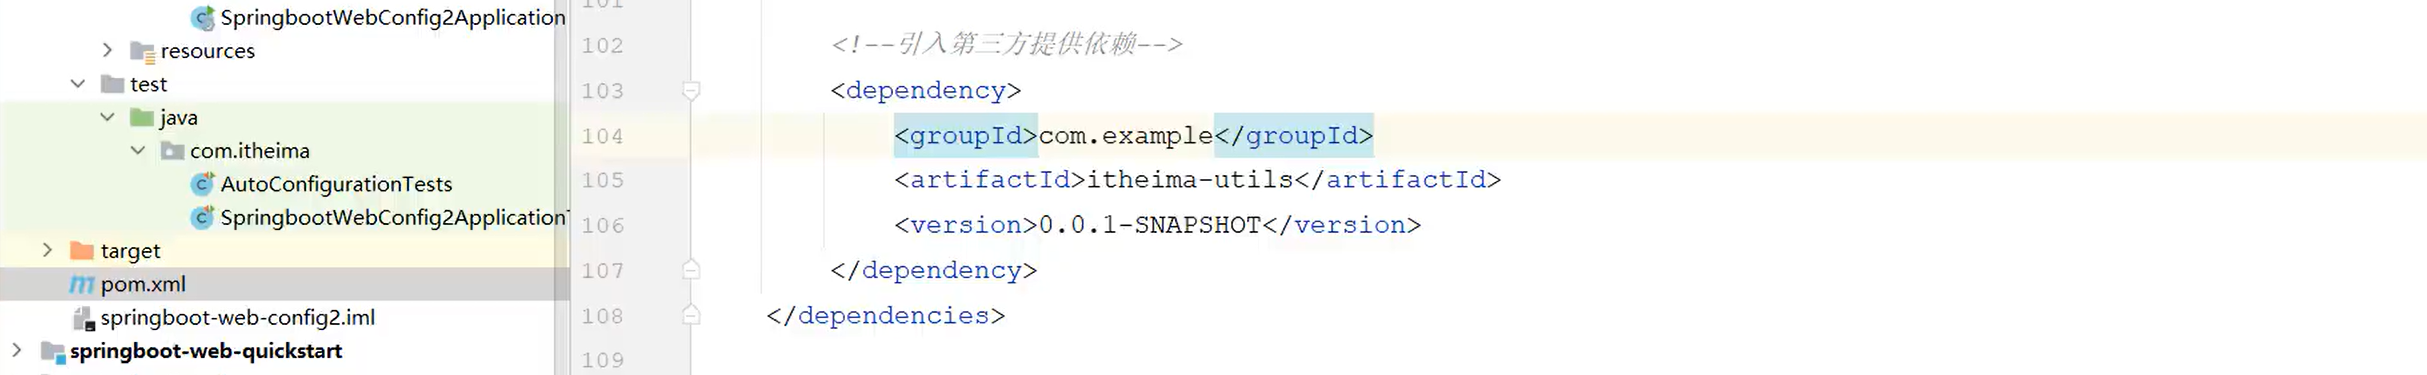 SpringbootWebConfig2Application
resources
test
java
com.itheima
AutoConfigurationTests
SpringbootWebConfig2Application
target
pom.xml
springboot-web-config2.iml
springboot-web-quickstart
101
102 <!--引入第三方提供依赖-->
103 <dependency>
104 <groupId>com.example</groupId>
105 <artifactId>itheima-utils</artifactId>
106 <version>0.0.1-SNAPSHOT</version>
107 </dependency>
108 </dependencies>
109